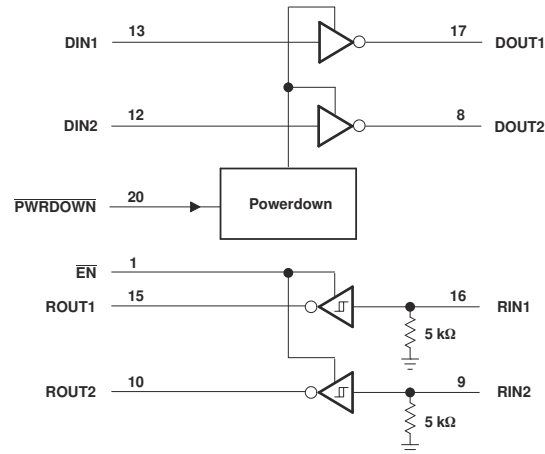 DIN1 13 17 DOUT1
DIN2 12 8 DOUT2
PWRDOWN 20 Powerdown
EN 1
ROUT1 15 16 RIN1
5 kΩ
ROUT2 10 9 RIN2
5 kΩ